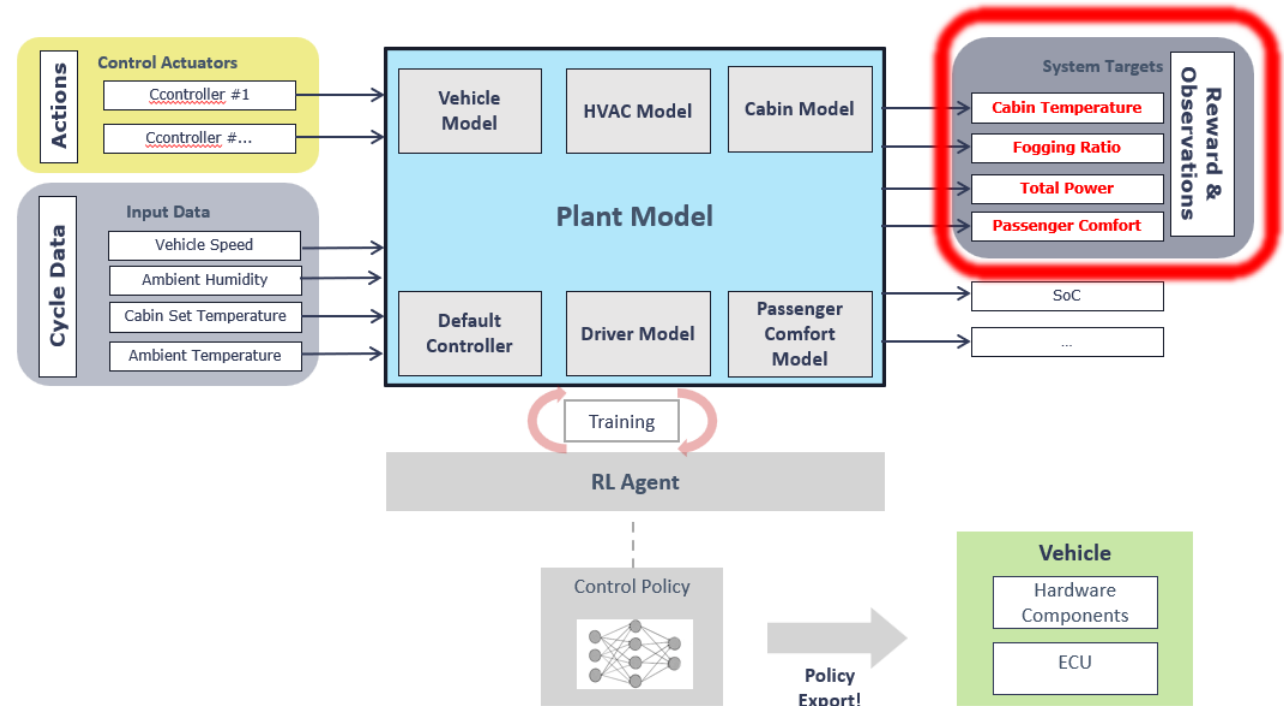 Actions
Control Actuators
Ccontroller #1
Ccontroller #...
Cycle Data
Input Data
Vehicle Speed
Ambient Humidity
Cabin Set Temperature
Ambient Temperature
Vehicle
Model
HVAC Model
Cabin Model
Plant Model
Default
Controller
Driver Model
Passenger
Comfort
Model
System Targets
Cabin Temperature
Fogging Ratio
Total Power
Passenger Comfort
Reward &
Observations
SoC
...
Training
RL Agent
Control Policy
Policy
Export!
Vehicle
Hardware
Components
ECU